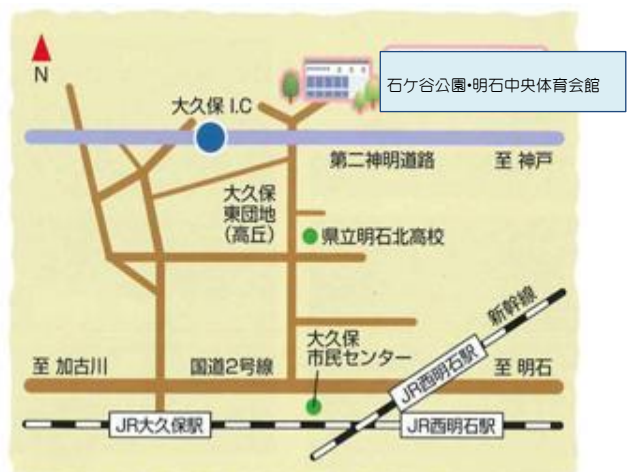 N
石ケ谷公園・明石中央体育会館
大久保 I.C
第二神明道路
至 神戸
大久保
東団地
(高丘)
県立明石北高校
新幹線
大久保
市民センター
至 加古川
国道2号線
JR西明石駅
至 明石
JR大久保駅
JR西明石駅